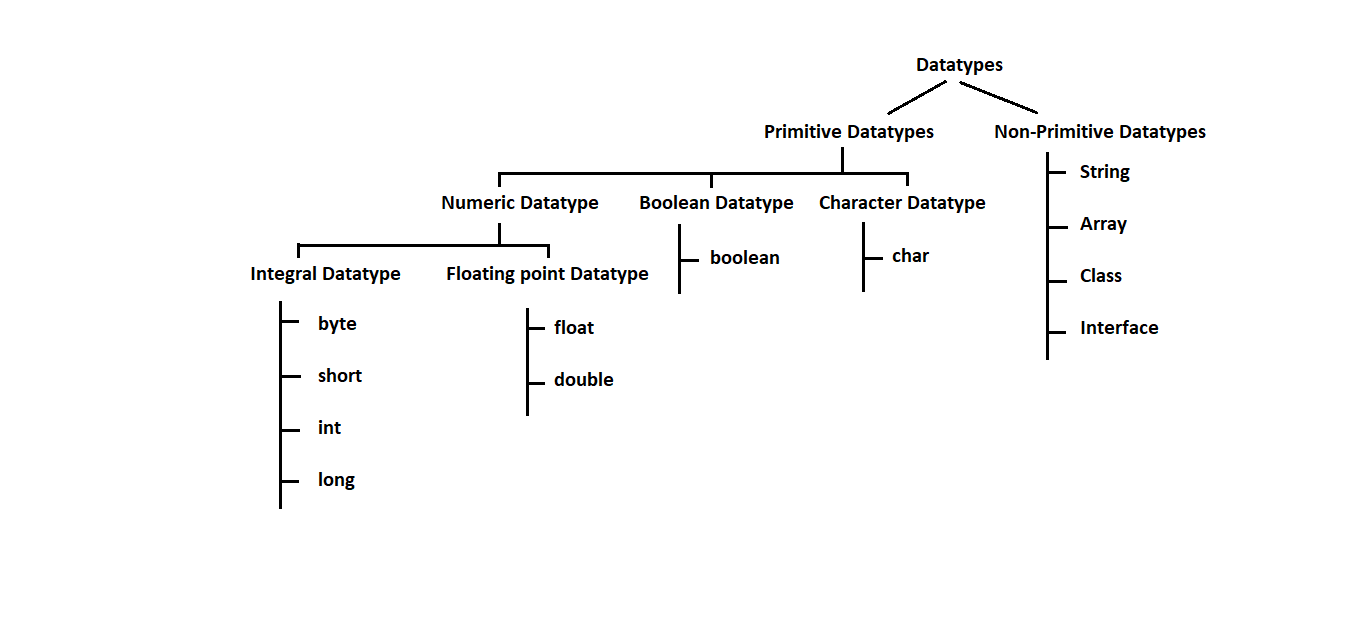 Datatypes
Primitive Datatypes
Non-Primitive Datatypes
Numeric Datatype
Boolean Datatype
Character Datatype
Integral Datatype
Floating point Datatype
byte
short
int
long
float
double
boolean
char
String
Array
Class
Interface